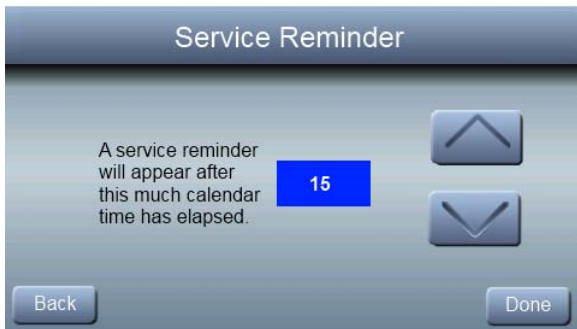 Service Reminder
A service reminder
will appear after
this much calendar
time has elapsed.
15
Back
Done